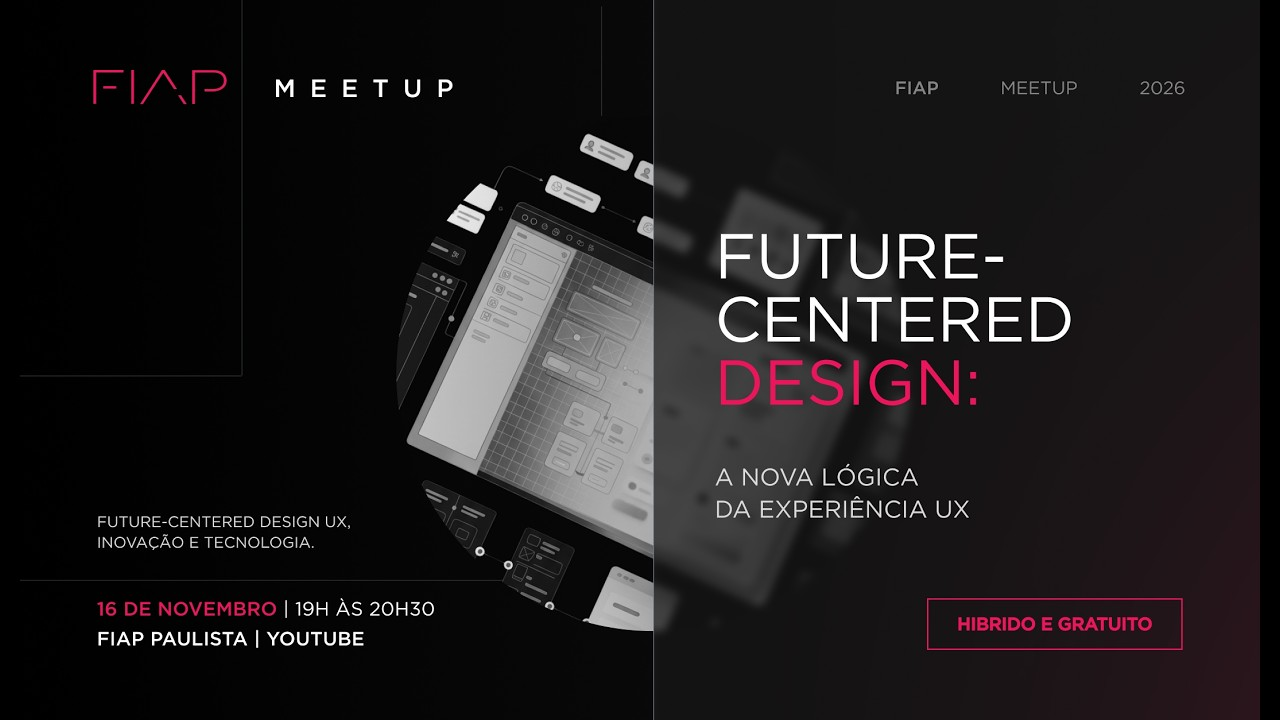 FIAP MEETUP
FUTURE-CENTERED DESIGN UX,
INOVAÇÃO E TECNOLOGIA.
16 DE NOVEMBRO | 19H ÀS 20H30
FIAP PAULISTA | YOUTUBE
FIAP MEETUP 2026
FUTURE-
CENTERED
DESIGN:
A NOVA LÓGICA
DA EXPERIÊNCIA UX
HIBRIDO E GRATUITO